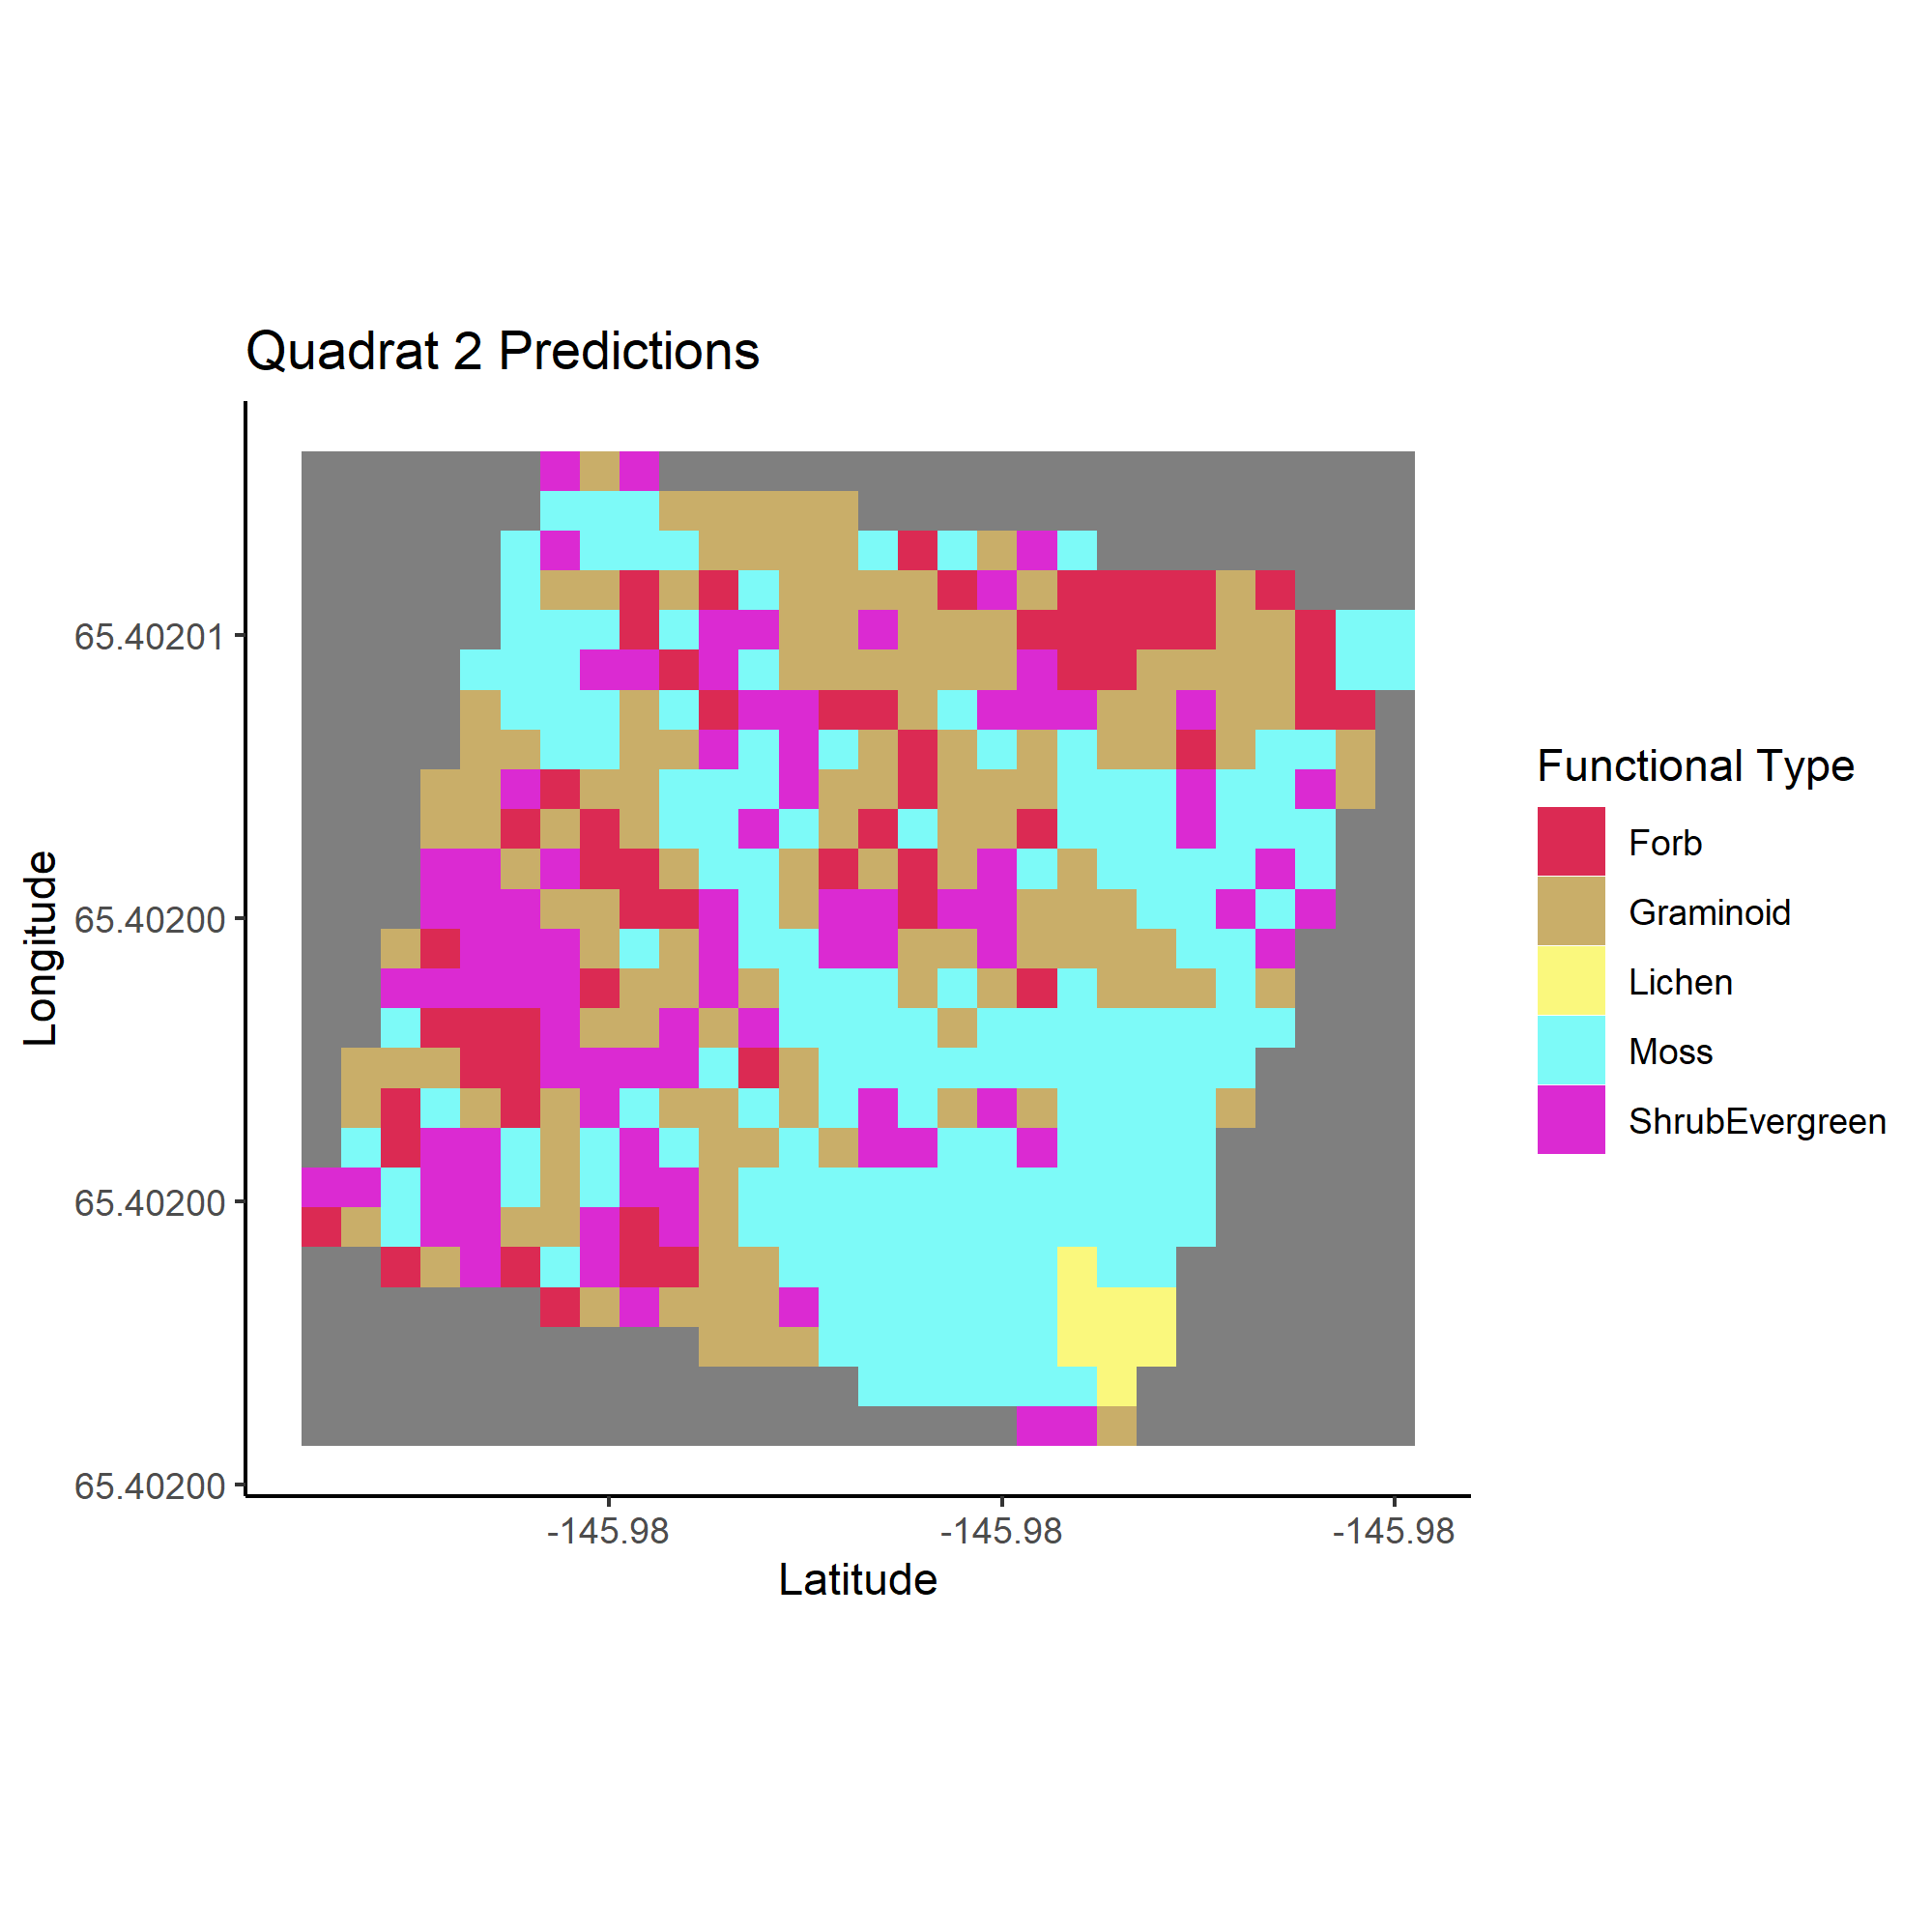 Quadrat 2 Predictions
Longitude
65.40201
65.40200
65.40200
65.40200
-145.98 -145.98 -145.98
Latitude
Functional Type
Forb
Graminoid
Lichen
Moss
ShrubEvergreen